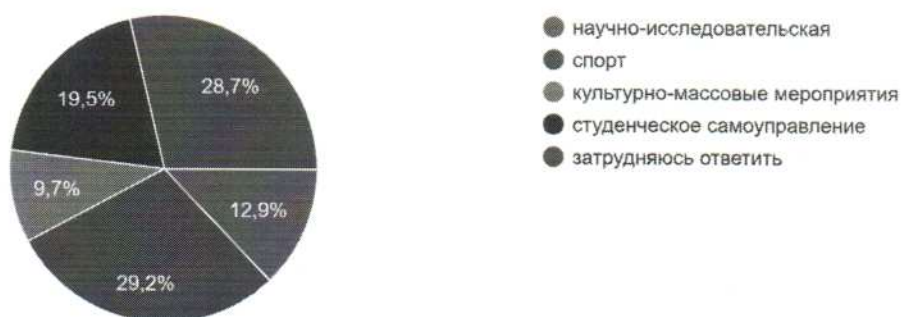 28,7%
19,5%
9,7%
12,9%
29,2%
научно-исследовательская
спорт
культурно-массовые мероприятия
студенческое самоуправление
затрудняюсь ответить